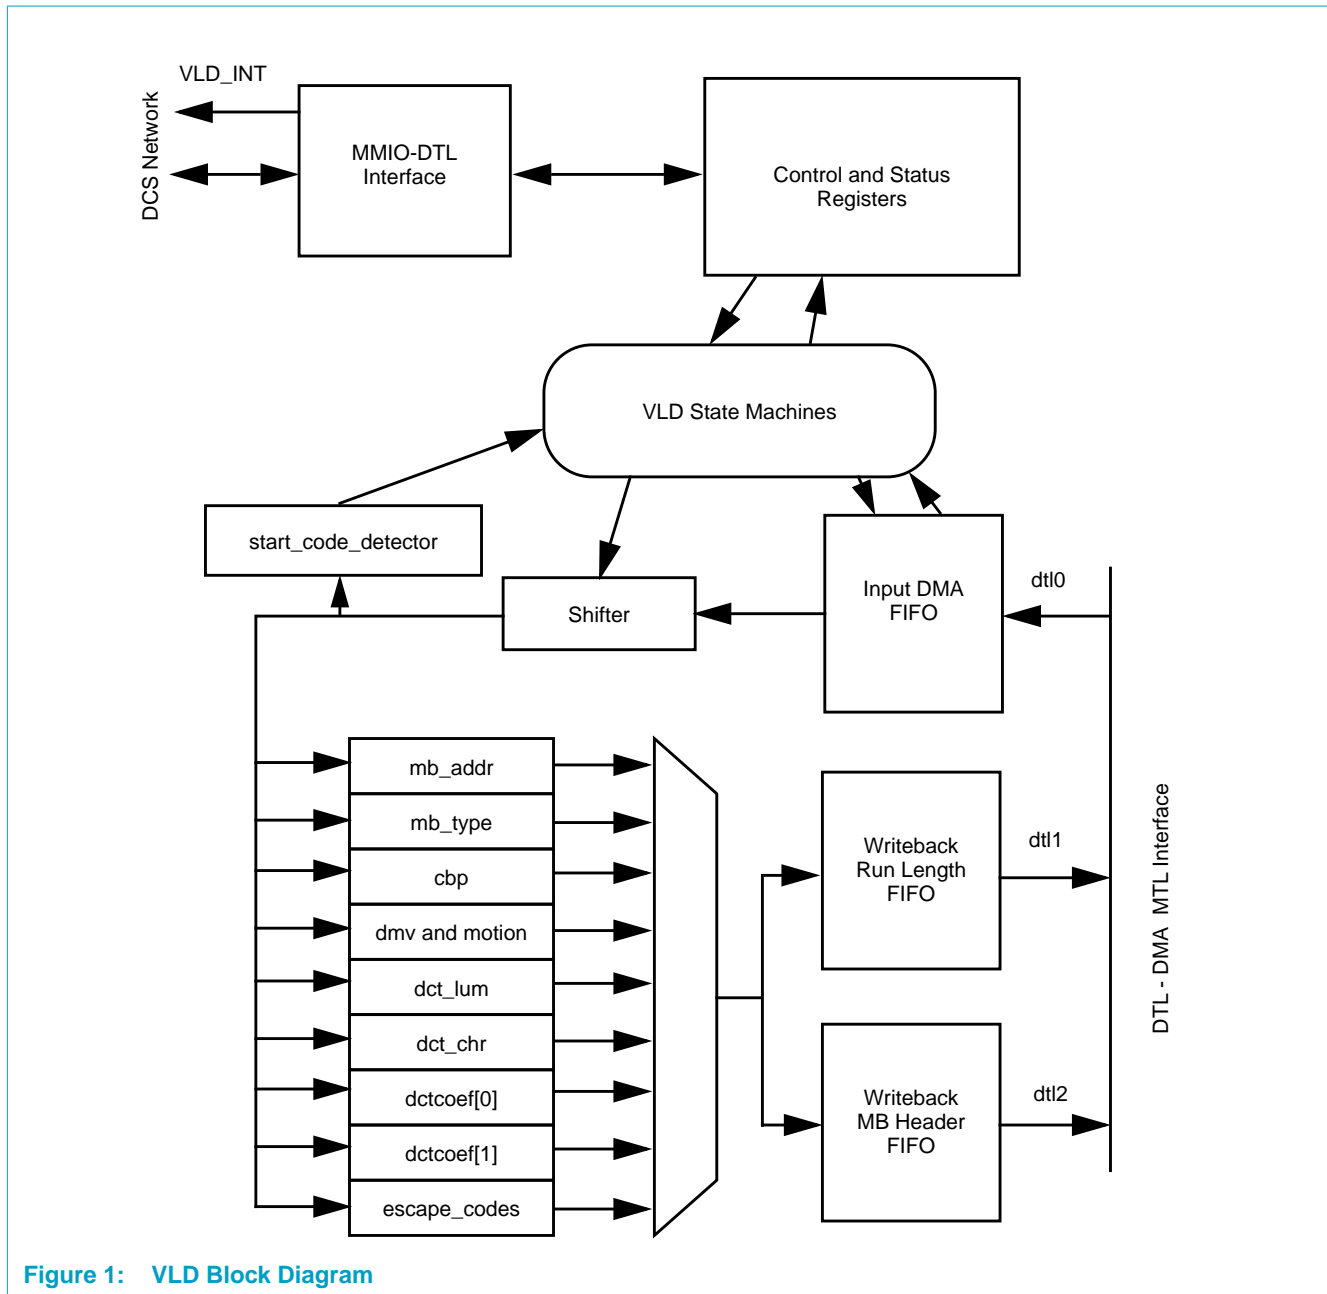 VLD_INT
DCS Network
MMIO-DTL
Interface
Control and Status
Registers
VLD State Machines
start_code_detector
Shifter
Input DMA
FIFO
dtl0
mb_addr
mb_type
cbp
dmv and motion
dct_lum
dct_chr
dctcoef[0]
dctcoef[1]
escape_codes
Writeback
Run Length
FIFO
dtl1
Writeback
MB Header
FIFO
dtl2
DTL - DMA MTL Interface
Figure 1: VLD Block Diagram